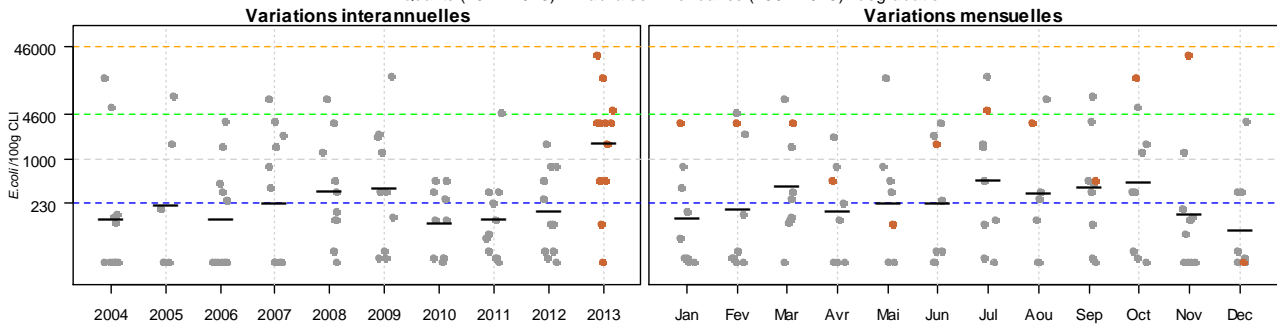 Variations interannuelles
Variations mensuelles
46000
4600
1000
230
E.coli/100g CLI
2004 2005 2006 2007 2008 2009 2010 2011 2012 2013
Jan Fev Mar Avr Mai Jun Jul Aou Sep Oct Nov Dec